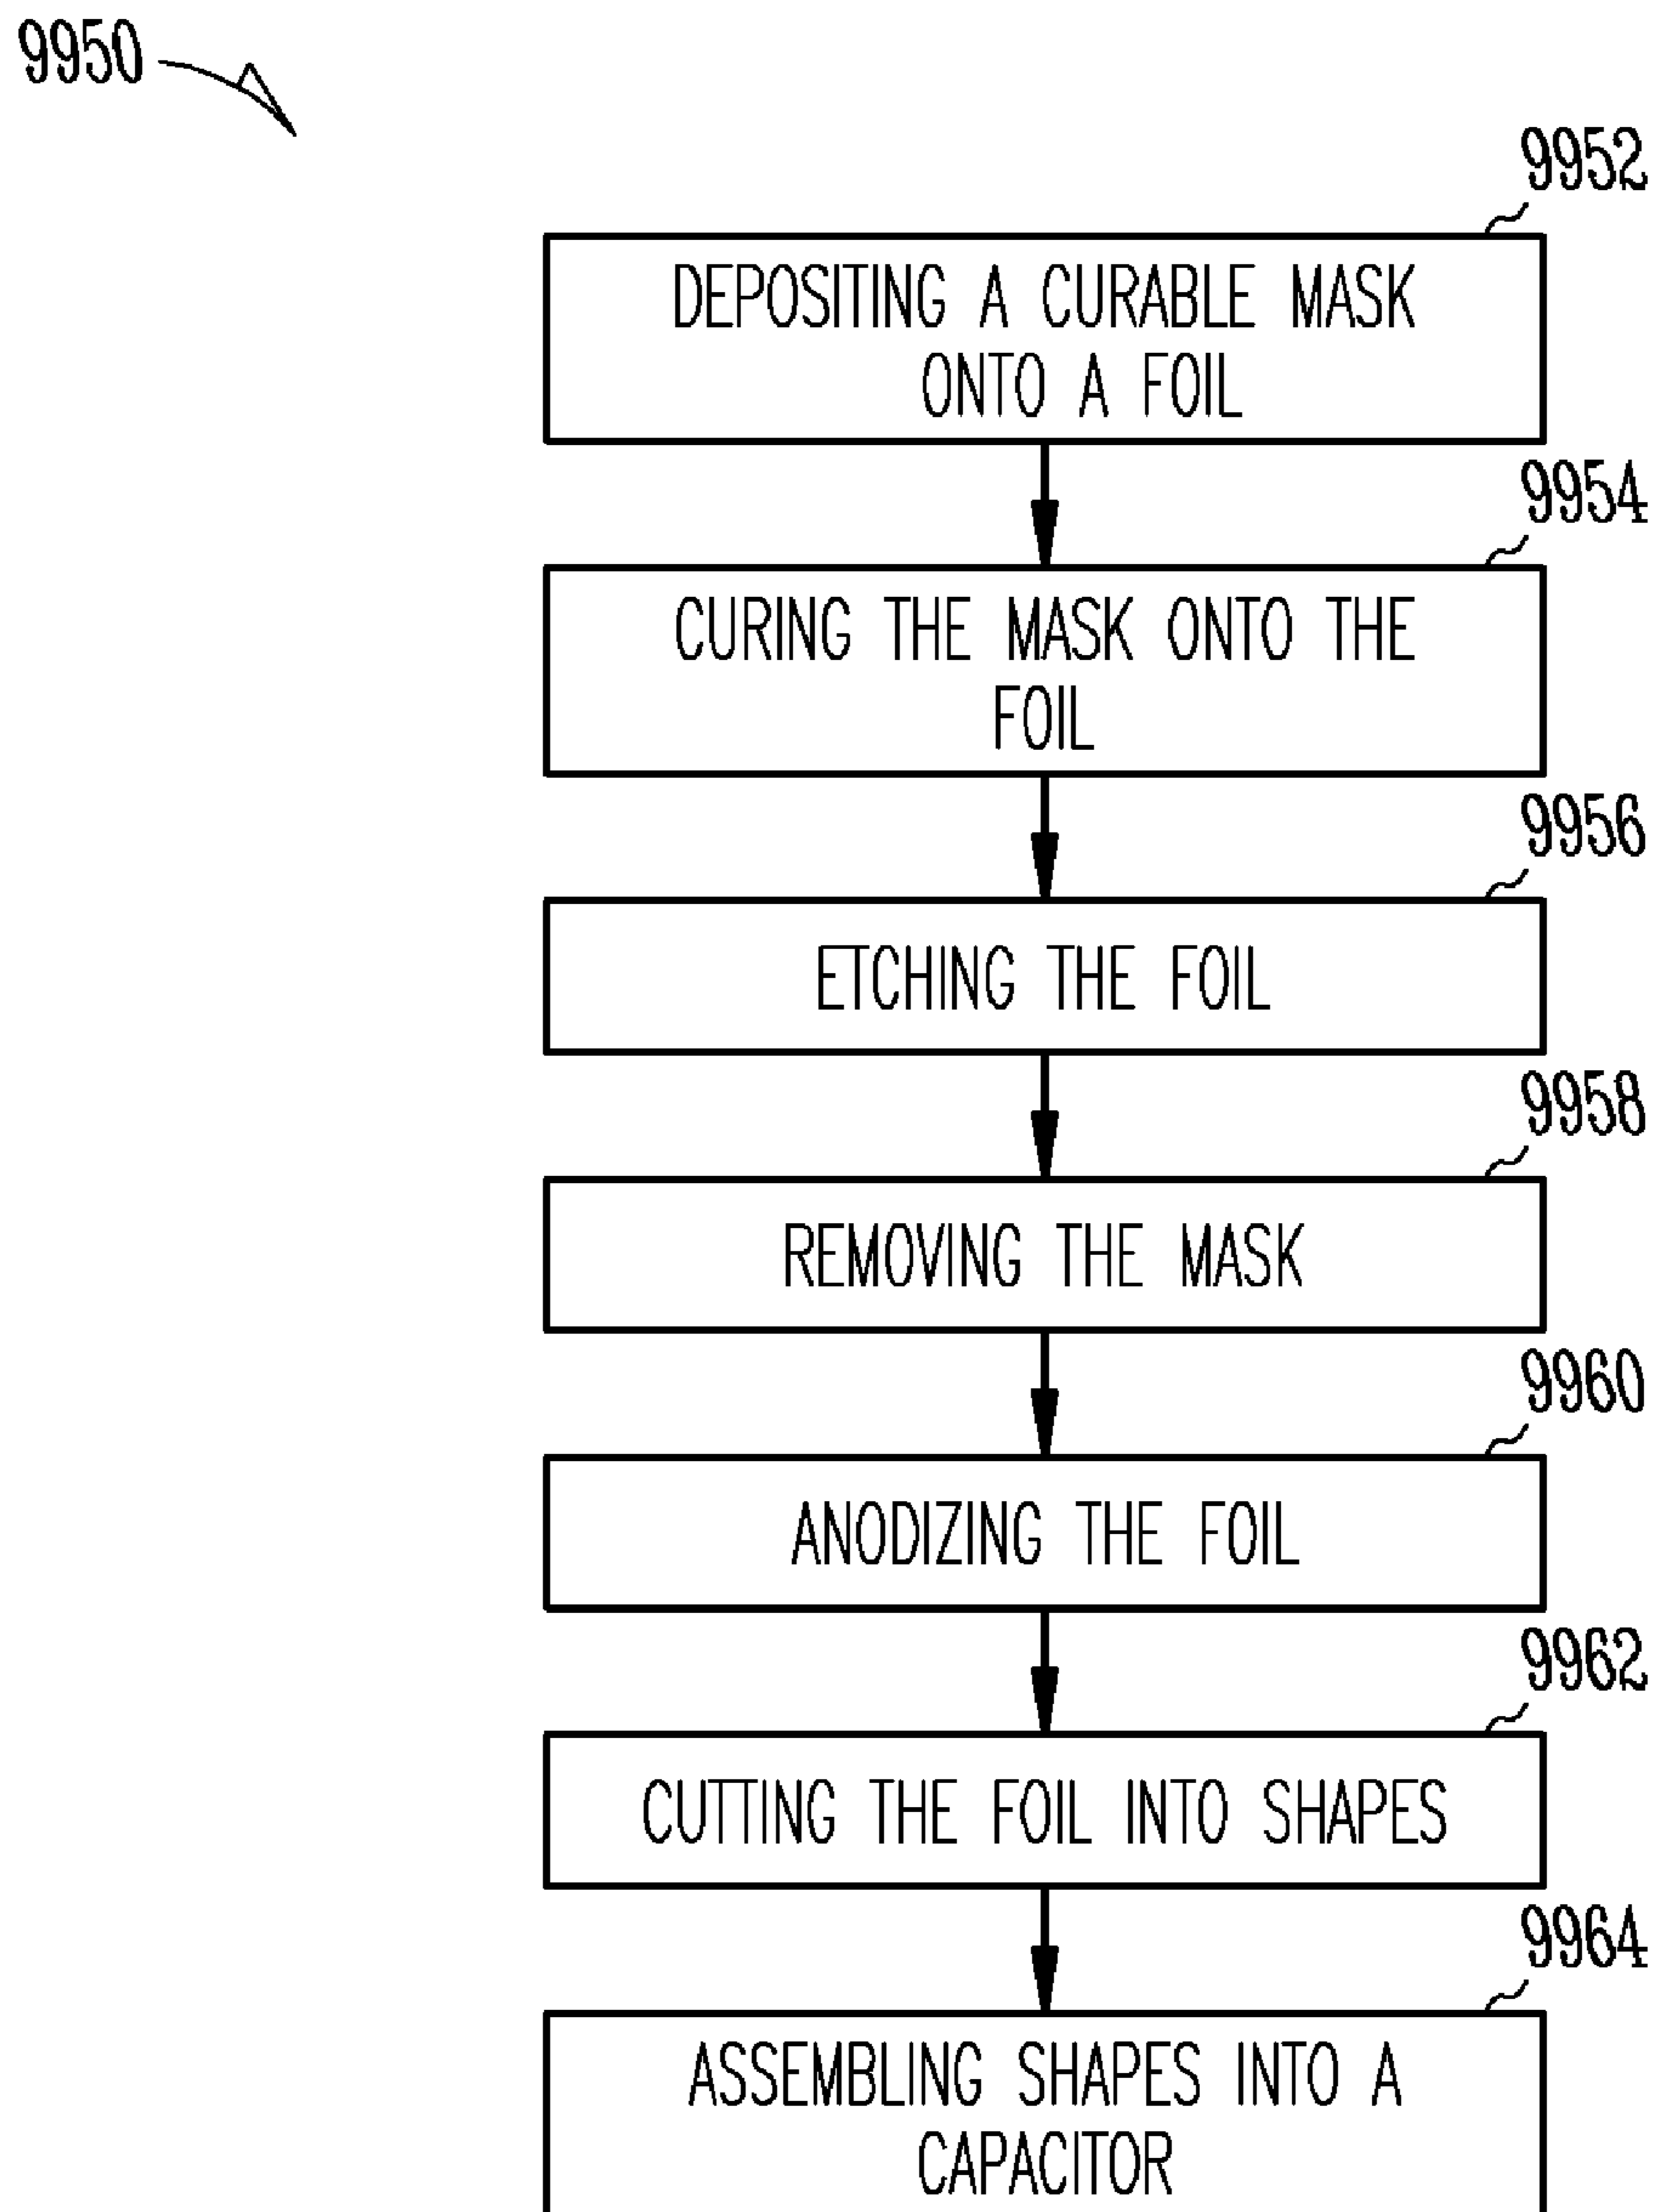 9950
9952
DEPOSITING A CURABLE MASK
ONTO A FOIL
9954
CURING THE MASK ONTO THE
FOIL
9956
ETCHING THE FOIL
9958
REMOVING THE MASK
9960
ANODIZING THE FOIL
9962
CUTTING THE FOIL INTO SHAPES
9964
ASSEMBLING SHAPES INTO A
CAPACITOR